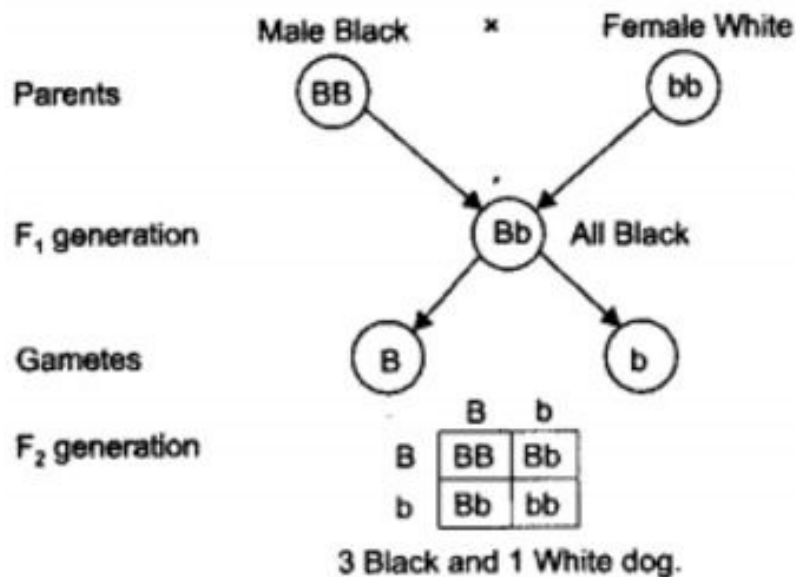 Male Black × Female White
Parents BB bb
F₁ generation Bb All Black
Gametes B b
B b
F₂ generation
B BB Bb
b Bb bb
3 Black and 1 White dog.